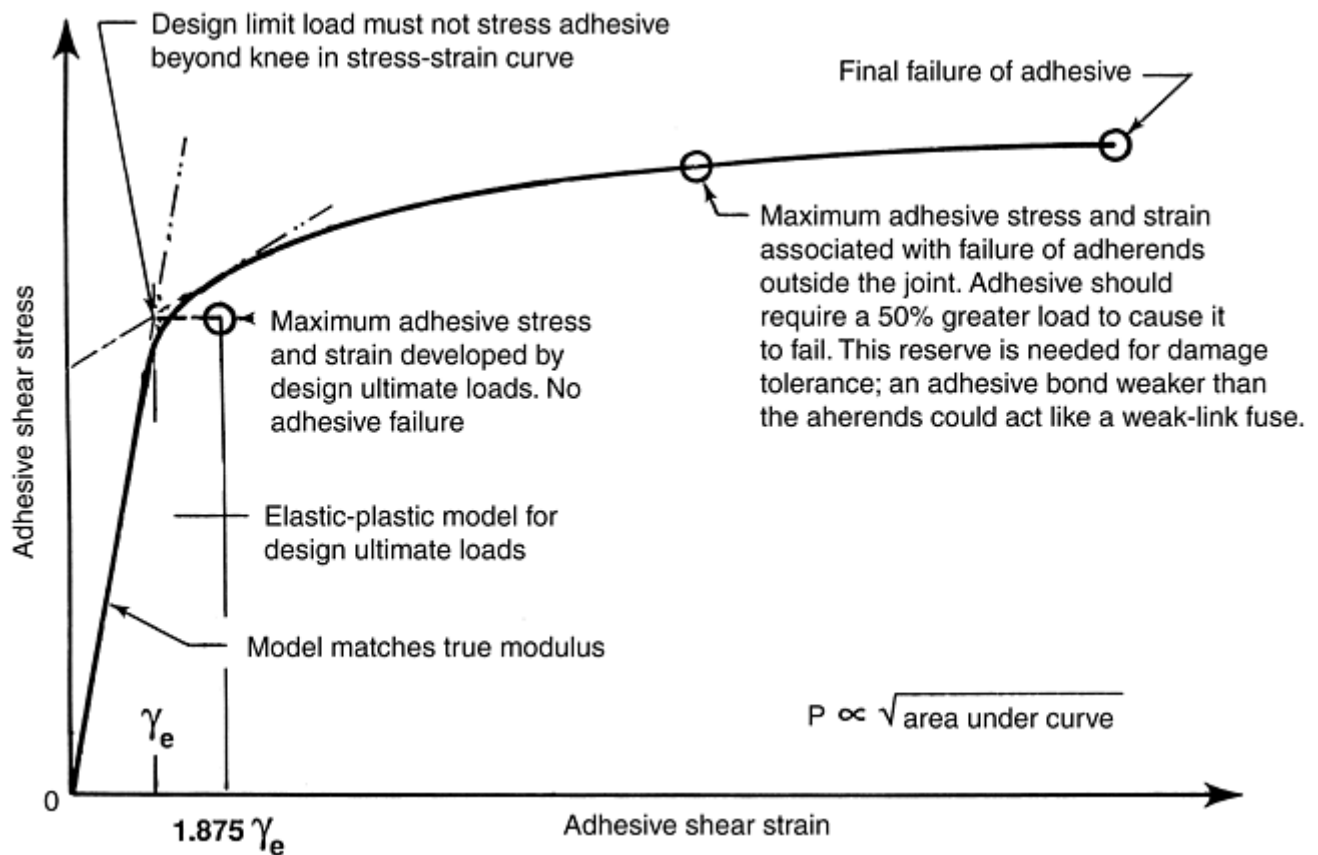 Design limit load must not stress adhesive
beyond knee in stress-strain curve
Final failure of adhesive
Maximum adhesive stress and strain
associated with failure of adherends
outside the joint. Adhesive should
require a 50% greater load to cause it
to fail. This reserve is needed for damage
tolerance; an adhesive bond weaker than
the aherends could act like a weak-link fuse.
Maximum adhesive stress
and strain developed by
design ultimate loads. No
adhesive failure
Elastic-plastic model for
design ultimate loads
Model matches true modulus
P ∝ √area under curve
Adhesive shear stress
γe
0
1.875 γe
Adhesive shear strain